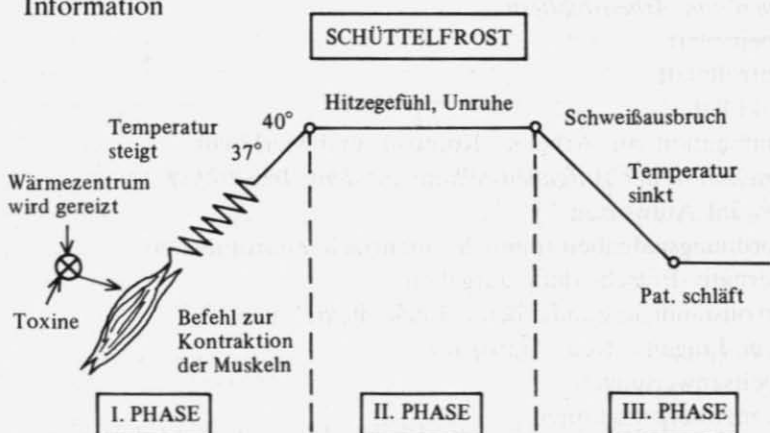 Information
SCHÜTTELFROST
Temperatur
steigt
37°
40°
Hitzegefühl, Unruhe
Schweißausbruch
Temperatur
sinkt
Wärmezentrum
wird gereizt
Toxine
Befehl zur
Kontraktion
der Muskeln
Pat. schläft
I. PHASE
II. PHASE
III. PHASE